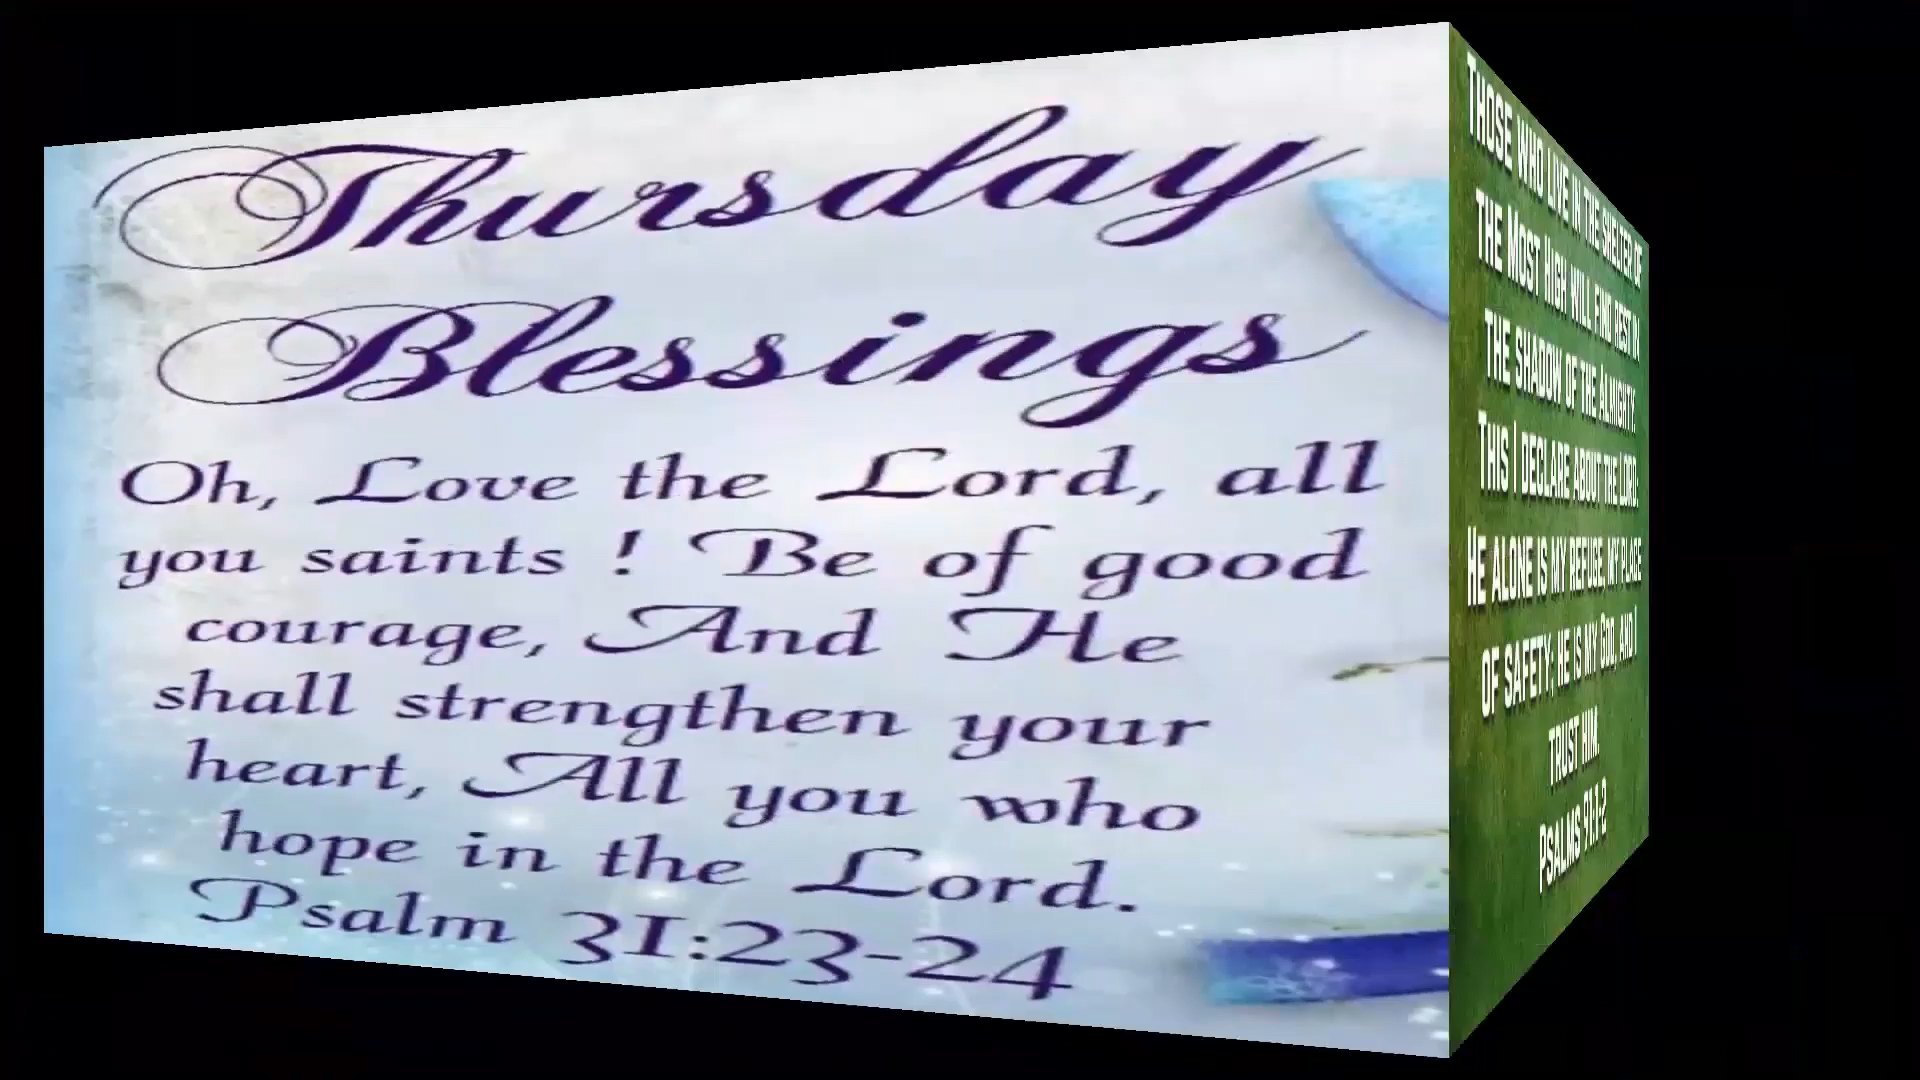 Thursday
Blessings
Oh, Love the Lord, all
you saints ! Be of good
courage, And He
shall strengthen your
heart, All you who
hope in the Lord.
Psalm 31:23-24
Those who live in the shelter of
the Most High will find rest in
the shadow of the Almighty.
This I declare about the Lord:
He alone is my refuge, my place
of safety; he is my God, and I
trust him.
Psalms 91:1-2